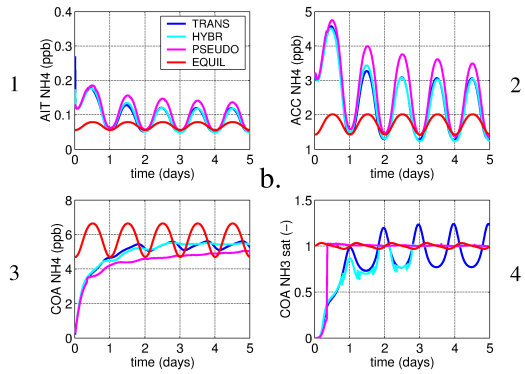 0.4
0.3
0.2
0.1
0
AIT NH4 (ppb)
TRANS
HYBR
PSEUDO
EQUIL
0 1 2 3 4 5
time (days)
1
5
4
3
2
1
ACC NH4 (ppb)
0 1 2 3 4 5
time (days)
2
b.
8
6
4
2
0
COA NH4 (ppb)
0 1 2 3 4 5
time (days)
3
1.5
1
0.5
0
COA NH3 sat (−)
0 1 2 3 4 5
time (days)
4